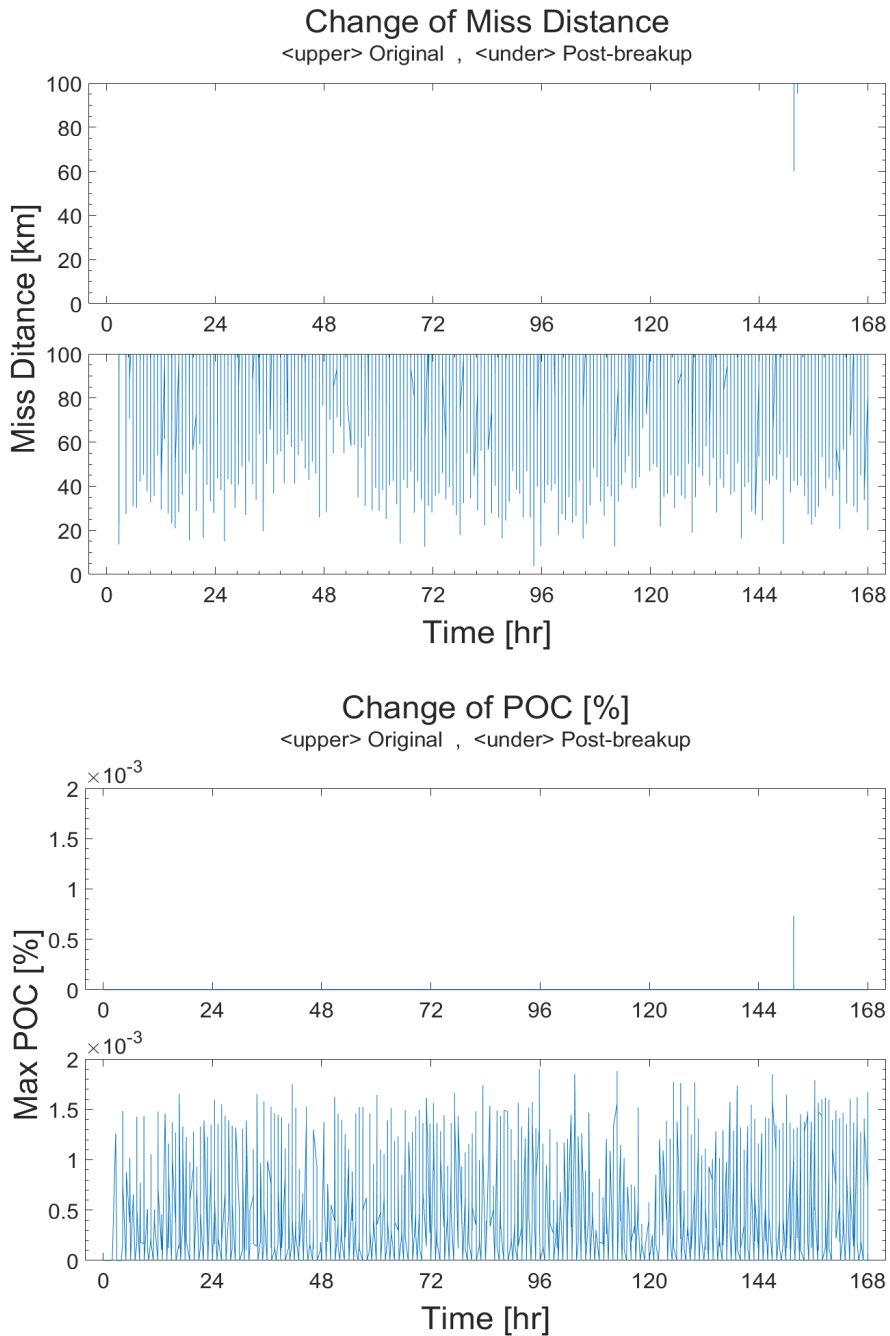 Change of Miss Distance
<upper> Original , <under> Post-breakup
100
80
60
40
20
0
0 24 48 72 96 120 144 168
Miss Ditance [km]
100
80
60
40
20
0
0 24 48 72 96 120 144 168
Time [hr]
Change of POC [%]
<upper> Original , <under> Post-breakup
×10-3
2
1.5
1
0.5
0
0 24 48 72 96 120 144 168
Max POC [%]
×10-3
2
1.5
1
0.5
0
0 24 48 72 96 120 144 168
Time [hr]